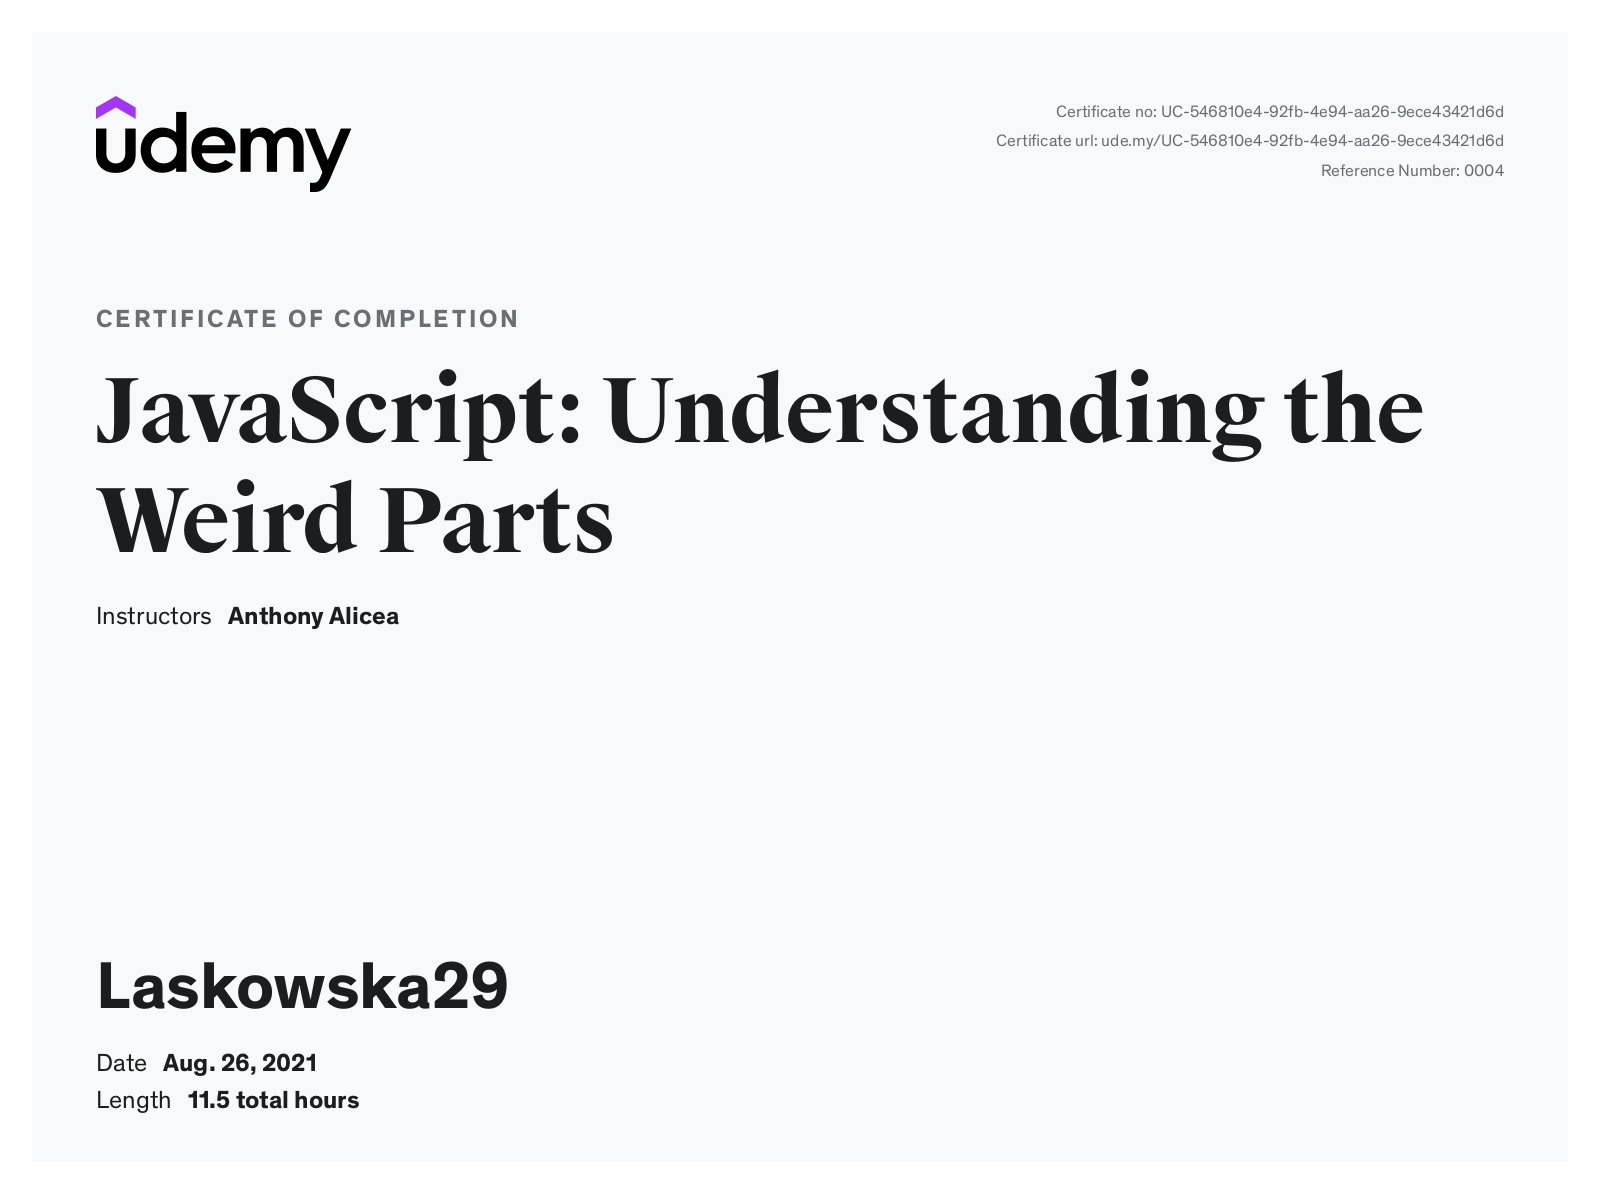 udemy
Certificate no: UC-546810e4-92fb-4e94-aa26-9ece43421d6d
Certificate url: ude.my/UC-546810e4-92fb-4e94-aa26-9ece43421d6d
Reference Number: 0004
CERTIFICATE OF COMPLETION
JavaScript: Understanding the
Weird Parts
Instructors Anthony Alicea
Laskowska29
Date Aug. 26, 2021
Length 11.5 total hours